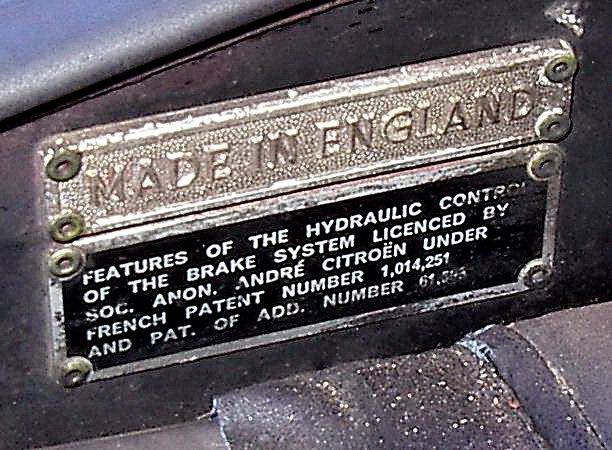 MADE IN ENGLAND
FEATURES OF THE HYDRAULIC CONTROL
OF THE BRAKE SYSTEM LICENCED BY
SOC. ANON. ANDRÉ CITROËN UNDER
FRENCH PATENT NUMBER 1,014,251
AND PAT. OF ADD. NUMBER